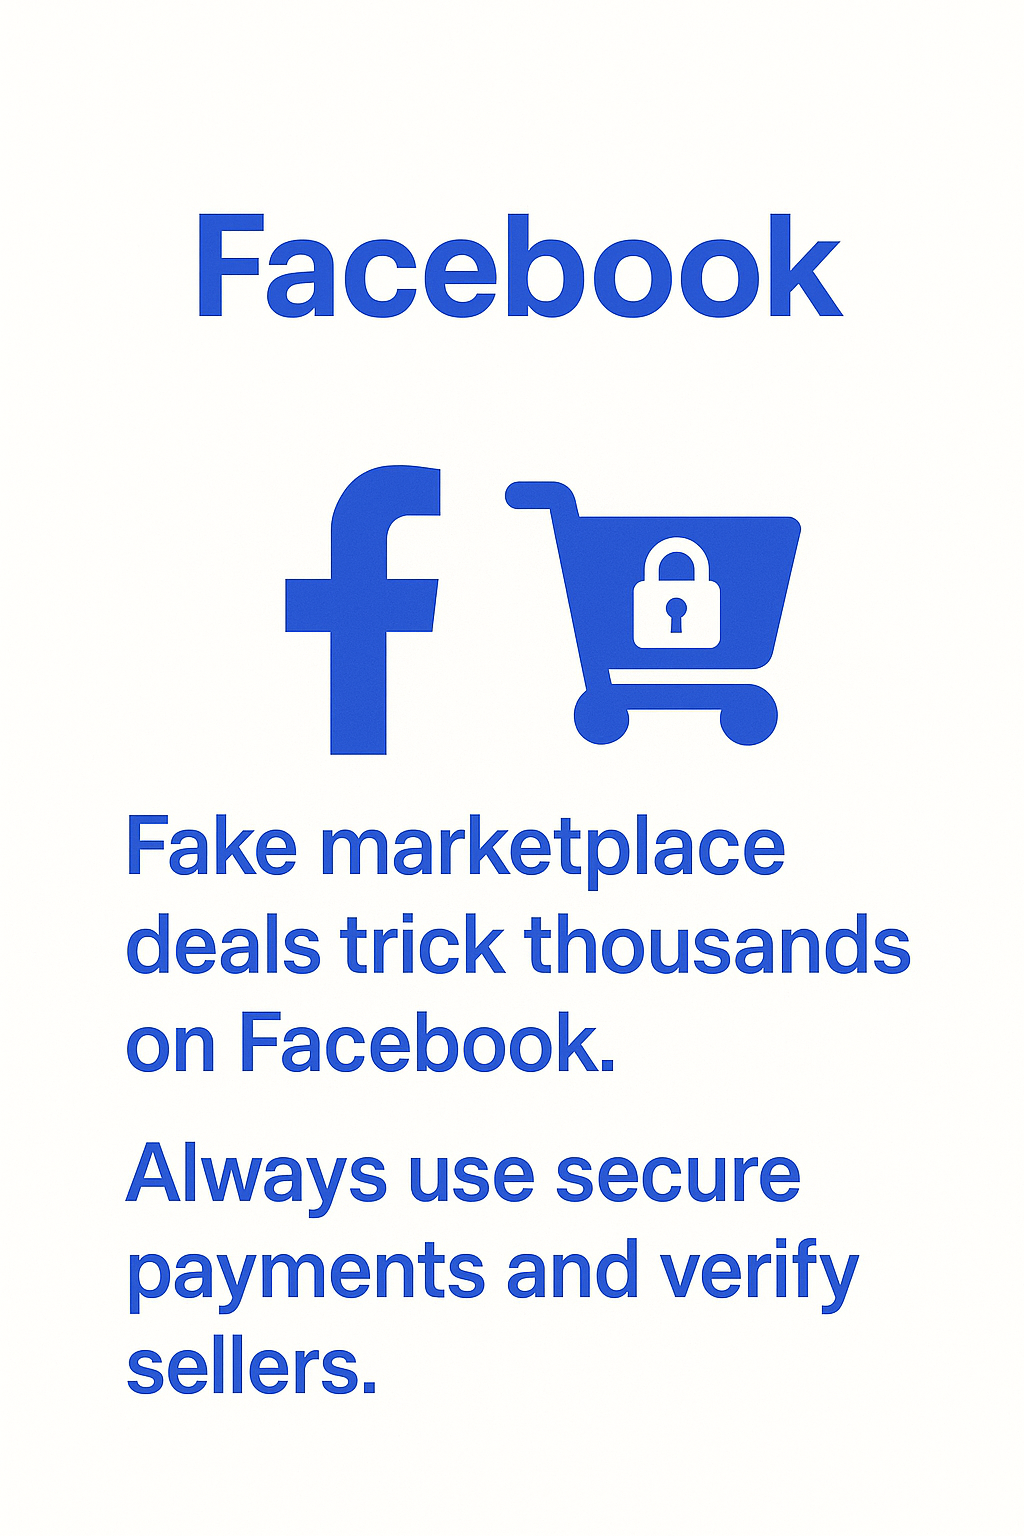 Facebook
f
Fake marketplace
deals trick thousands
on Facebook.
Always use secure
payments and verify
sellers.